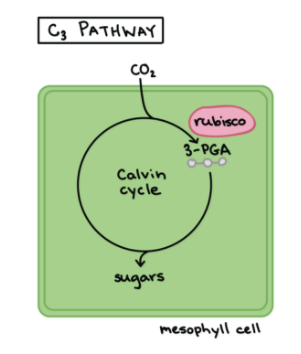 C₃ PATHWAY
CO₂
rubisco
3-PGA
Calvin
cycle
sugars
mesophyll cell